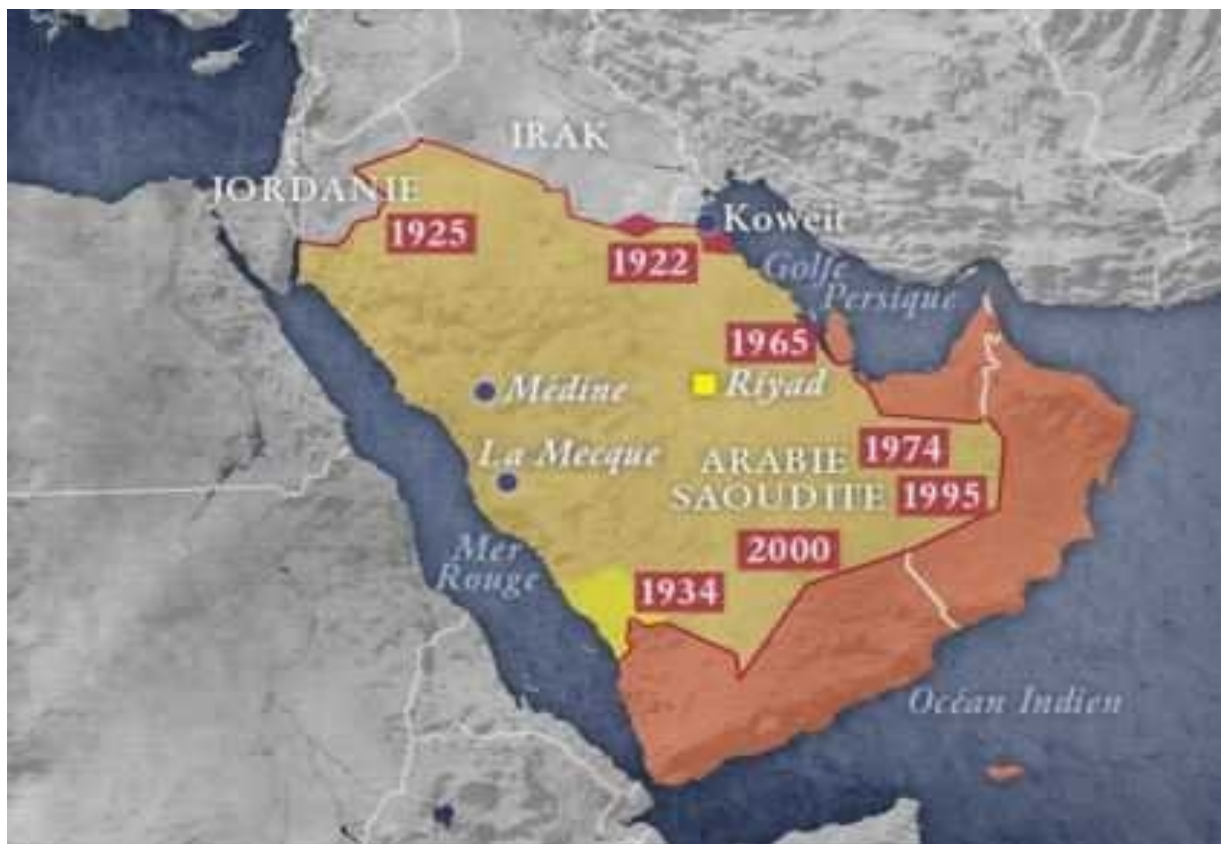 IRAK
JORDANIE
1925
Koweit
1922
Golfe
Persique
1965
Médine
Riyad
La Mecque
ARABIE
SAOUDITE
1974
1995
2000
Mer
Rouge
1934
Océan Indien